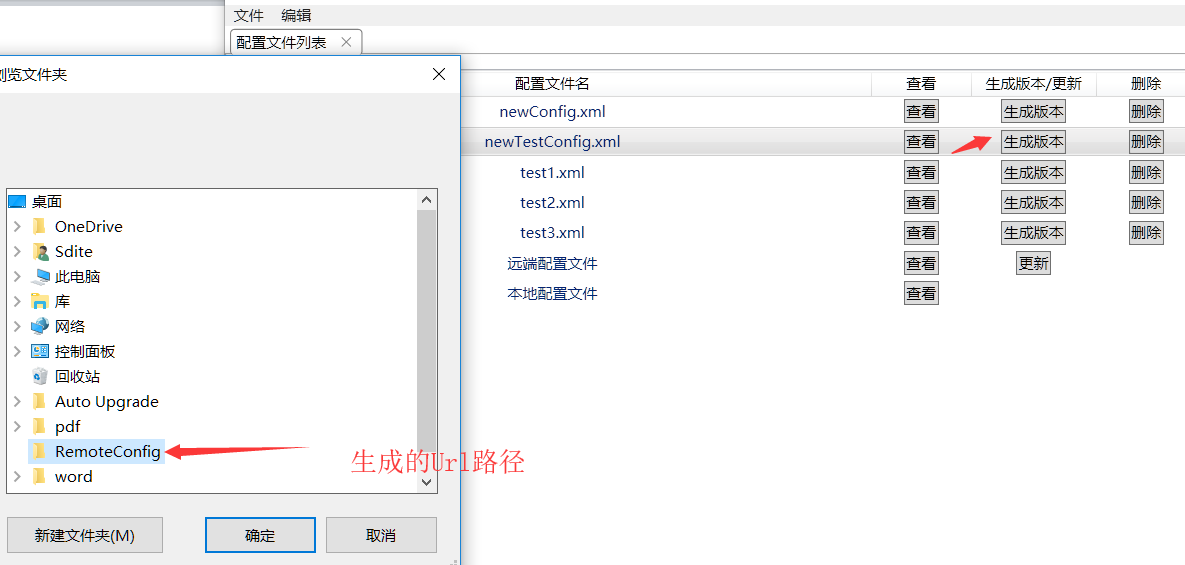 文件 编辑
配置文件列表
浏览文件夹
配置文件名 查看 生成版本/更新 删除
newConfig.xml 查看 生成版本 删除
newTestConfig.xml 查看 生成版本 删除
test1.xml 查看 生成版本 删除
test2.xml 查看 生成版本 删除
test3.xml 查看 生成版本 删除
远端配置文件 查看 更新
本地配置文件 查看
桌面
OneDrive
Sdite
此电脑
库
网络
控制面板
回收站
Auto Upgrade
pdf
RemoteConfig
word
生成的Url路径
新建文件夹(M) 确定 取消